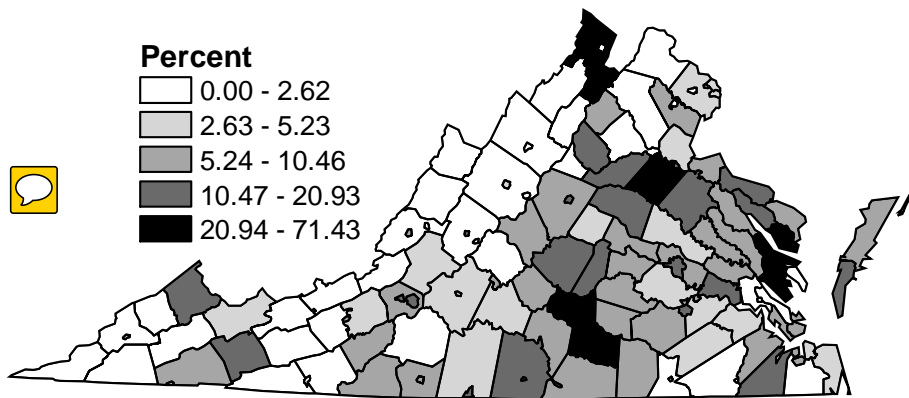 Percent
0.00 - 2.62
2.63 - 5.23
5.24 - 10.46
10.47 - 20.93
20.94 - 71.43